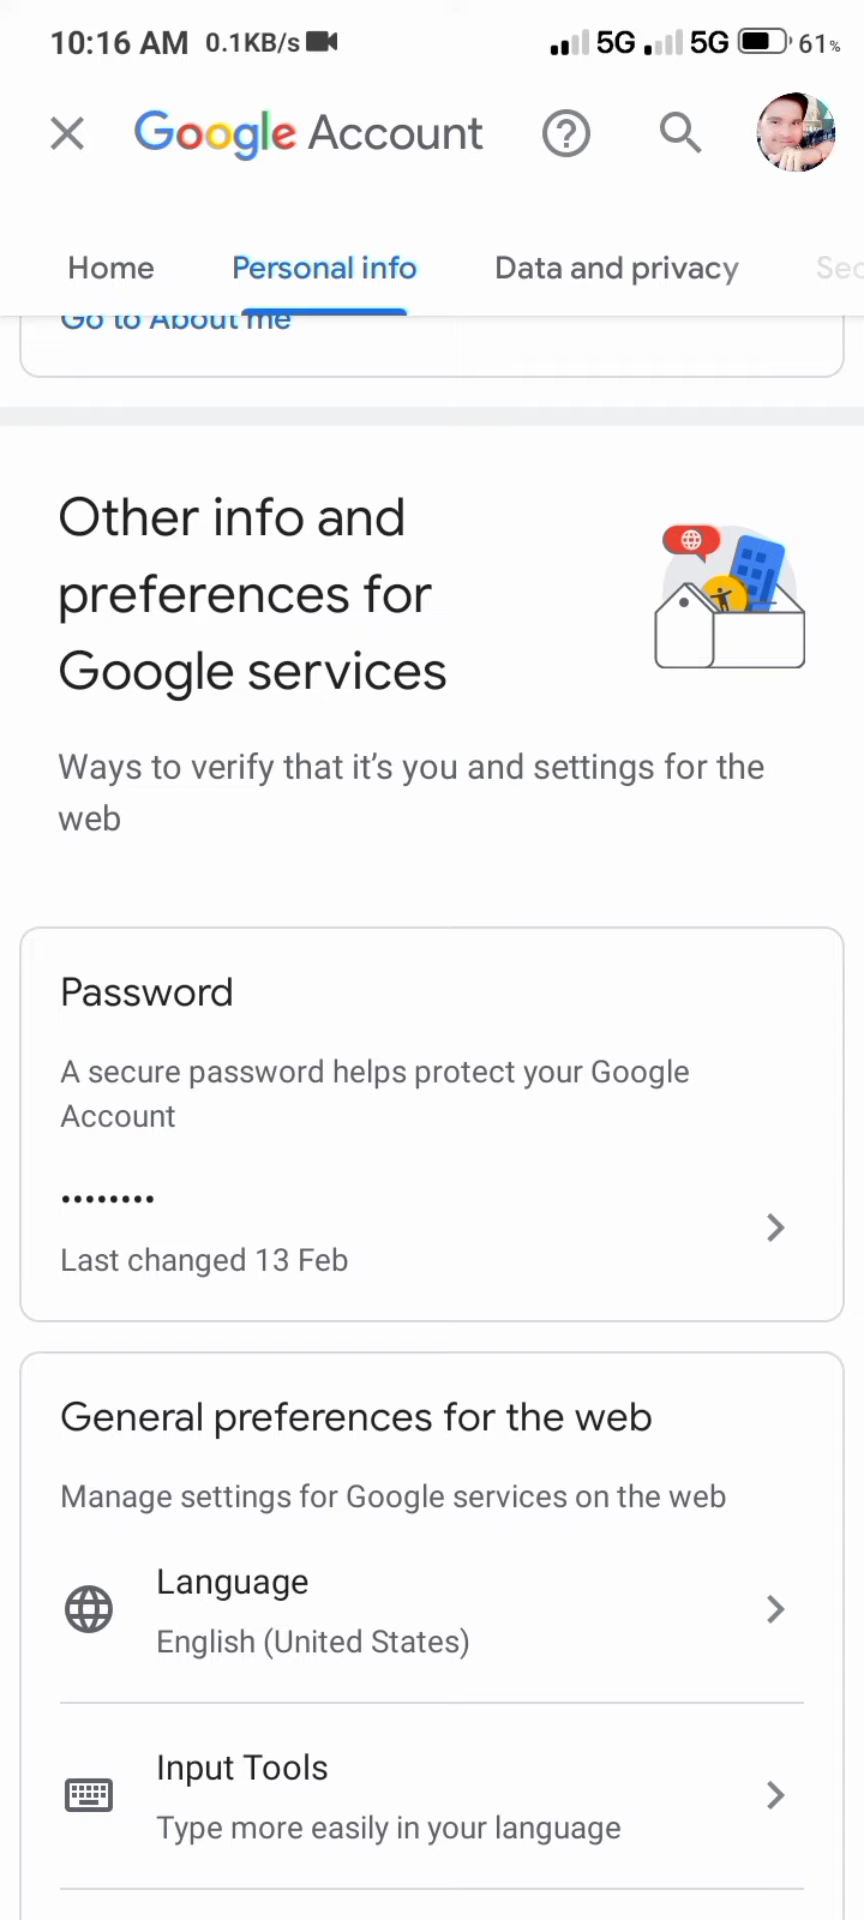 10:16 AM 0.1KB/s 5G 5G 61%
Google Account
Home Personal info Data and privacy Sec
Go to About me
Other info and
preferences for
Google services
Ways to verify that it’s you and settings for the
web
Password
A secure password helps protect your Google
Account
••••••••
Last changed 13 Feb
General preferences for the web
Manage settings for Google services on the web
Language
English (United States)
Input Tools
Type more easily in your language